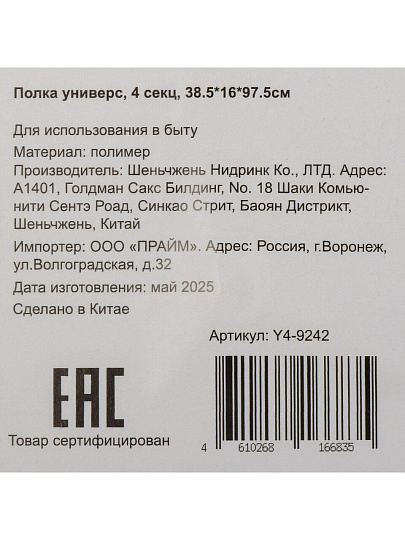 Полка универс, 4 секц, 38.5*16*97.5см
Для использования в быту
Материал: полимер
Производитель: Шеньчжень Нидринк Ко., ЛТД. Адрес:
А1401, Голдман Сакс Билдинг, No. 18 Шаки Комью-
нити Сентэ Роад, Синкао Стрит, Баоян Дистрикт,
Шеньчжень, Китай
Импортер: ООО «ПРАЙМ». Адрес: Россия, г.Воронеж,
ул.Волгоградская, д.32
Дата изготовления: май 2025
Сделано в Китае
Артикул: Y4-9242
EAC
Товар сертифицирован
4 610268 166835